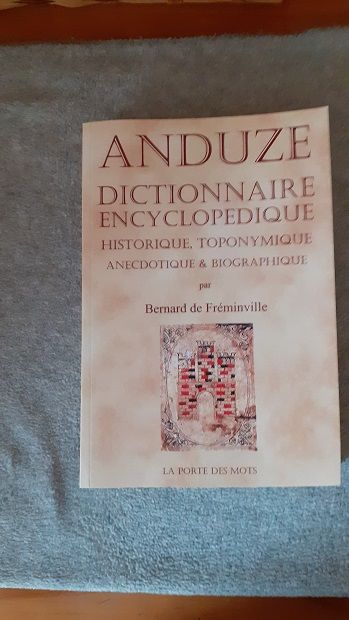 ANDUZE
DICTIONNAIRE
ENCYCLOPEDIQUE
HISTORIQUE, TOPONYMIQUE
ANECDOTIQUE & BIOGRAPHIQUE
par
Bernard de Fréminville
LA PORTE DES MOTS